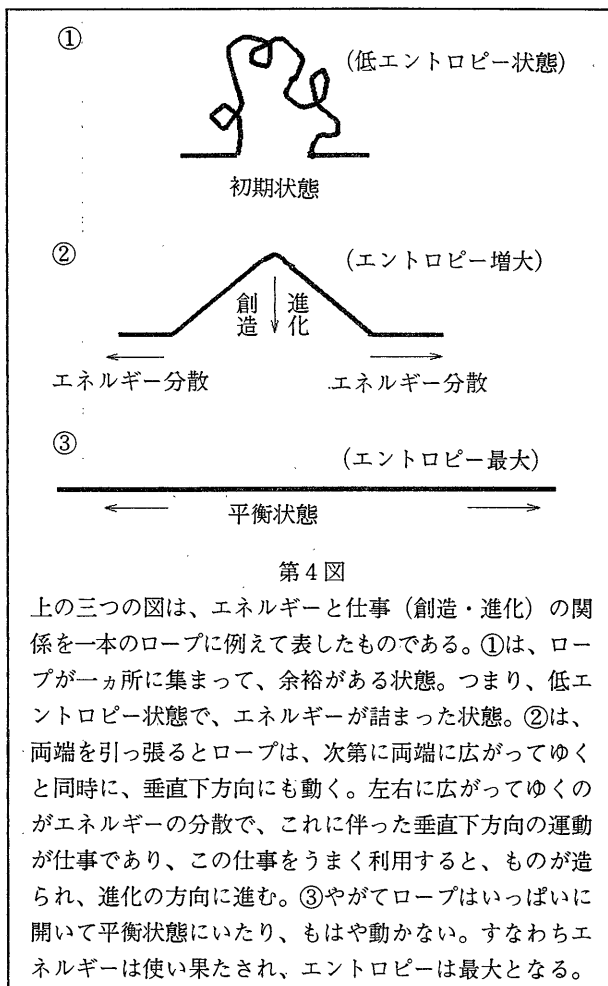 ①
(低エントロピー状態)
初期状態
②
(エントロピー増大)
創造
進化
エネルギー分散
エネルギー分散
③
(エントロピー最大)
平衡状態
第4図
上の三つの図は、エネルギーと仕事(創造・進化)の関
係を一本のロープに例えて表したものである。①は、ロー
プが一ヵ所に集まって、余裕がある状態。つまり、低エ
ントロピー状態で、エネルギーが詰まった状態。②は、
両端を引っ張るとロープは、次第に両端に広がってゆく
と同時に、垂直下方向にも動く。左右に広がってゆくの
がエネルギーの分散で、これに伴った垂直下方向の運動
が仕事であり、この仕事をうまく利用すると、ものが造
られ、進化の方向に進む。③やがてロープはいっぱいに
開いて平衡状態にいたり、もはや動かない。すなわちエ
ネルギーは使い果たされ、エントロピーは最大となる。